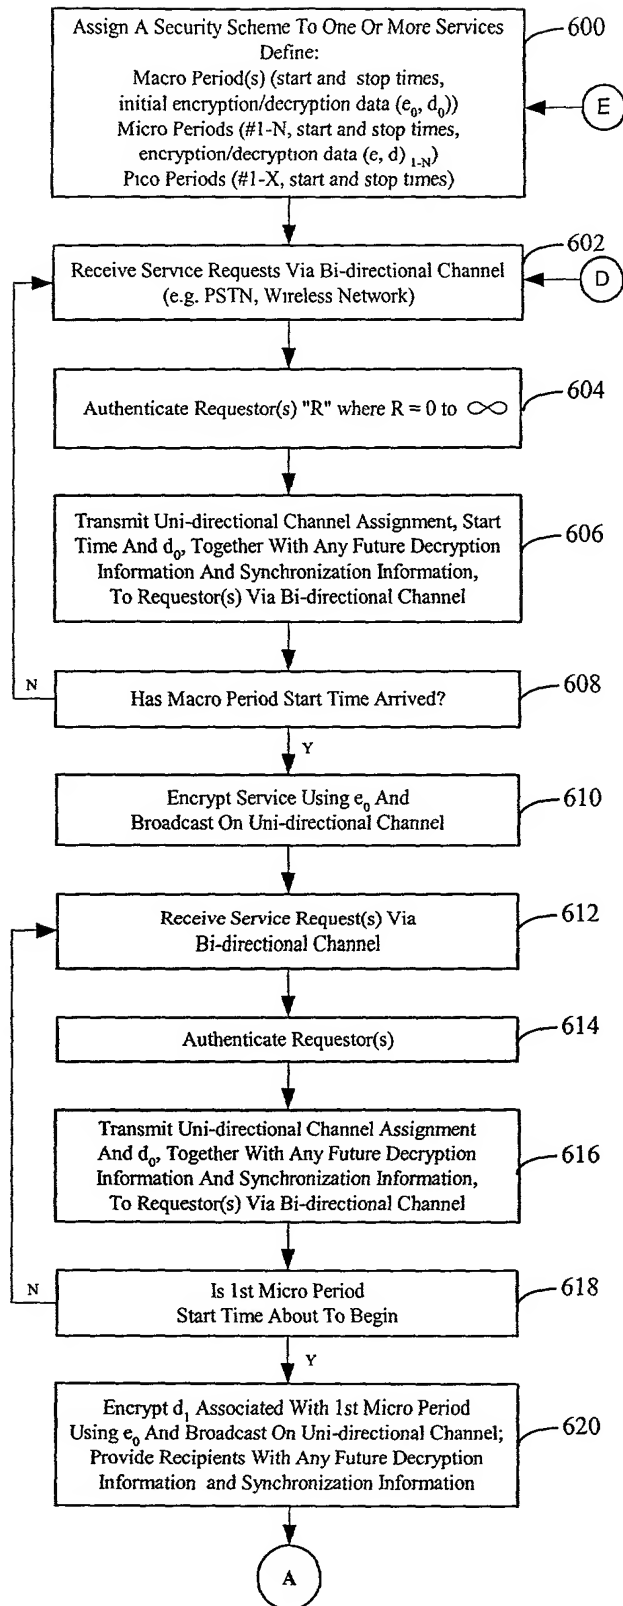 Assign A Security Scheme To One Or More Services
Define:
Macro Period(s) (start and stop times,
initial encryption/decryption data (e₀, d₀))
Micro Periods (#1-N, start and stop times,
encryption/decryption data (e, d) ₁₋N)
Pico Periods (#1-X, start and stop times)
600
E
602
Receive Service Requests Via Bi-directional Channel
(e.g. PSTN, Wireless Network)
D
604
Authenticate Requestor(s) "R" where R = 0 to ∞
Transmit Uni-directional Channel Assignment, Start
Time And d₀, Together With Any Future Decryption
Information And Synchronization Information,
To Requestor(s) Via Bi-directional Channel
606
N
Has Macro Period Start Time Arrived?
608
Y
Encrypt Service Using e₀ And
Broadcast On Uni-directional Channel
610
Receive Service Request(s) Via
Bi-directional Channel
612
Authenticate Requestor(s)
614
Transmit Uni-directional Channel Assignment
And d₀, Together With Any Future Decryption
Information And Synchronization Information,
To Requestor(s) Via Bi-directional Channel
616
N
Is 1st Micro Period
Start Time About To Begin
618
Y
Encrypt d₁ Associated With 1st Micro Period
Using e₀ And Broadcast On Uni-directional Channel;
Provide Recipients With Any Future Decryption
Information and Synchronization Information
620
A